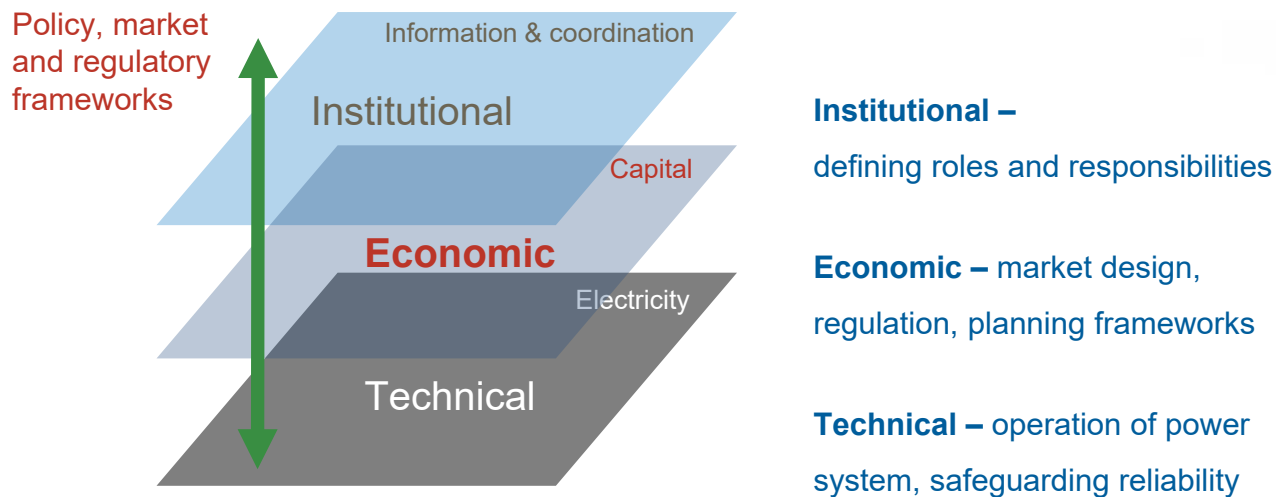 Policy, market
and regulatory
frameworks
Information & coordination
Institutional
Capital
Economic
Electricity
Technical
Institutional –
defining roles and responsibilities
Economic – market design,
regulation, planning frameworks
Technical – operation of power
system, safeguarding reliability